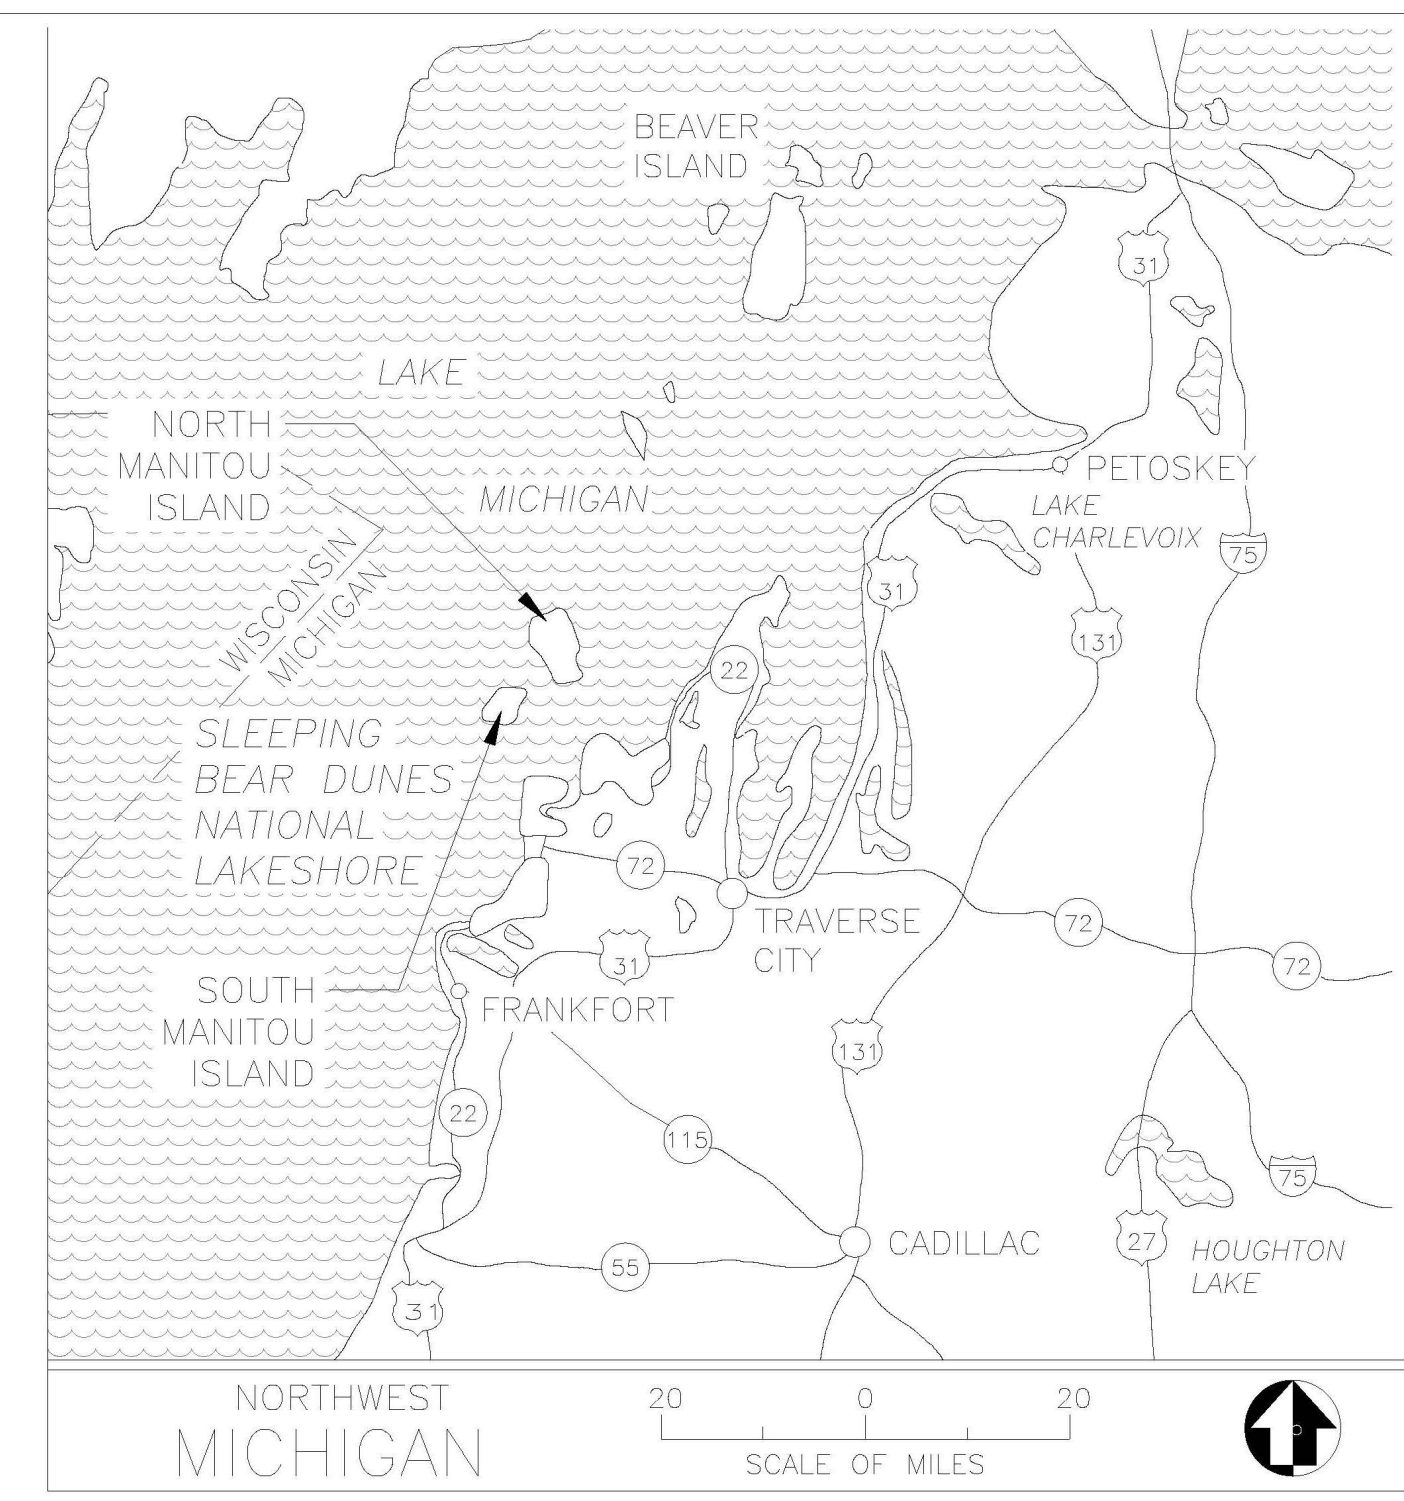 BEAVER
ISLAND
31
LAKE
NORTH
MANITOU
ISLAND
MICHIGAN
PETOSKEY
LAKE
CHARLEVOIX
75
31
WISCONSIN
MICHIGAN
131
22
SLEEPING
BEAR DUNES
NATIONAL
LAKESHORE
72
TRAVERSE
CITY
72
31
72
SOUTH
MANITOU
ISLAND
FRANKFORT
131
22
115
75
CADILLAC
27
HOUGHTON
LAKE
55
31
NORTHWEST
MICHIGAN
20 0 20
SCALE OF MILES